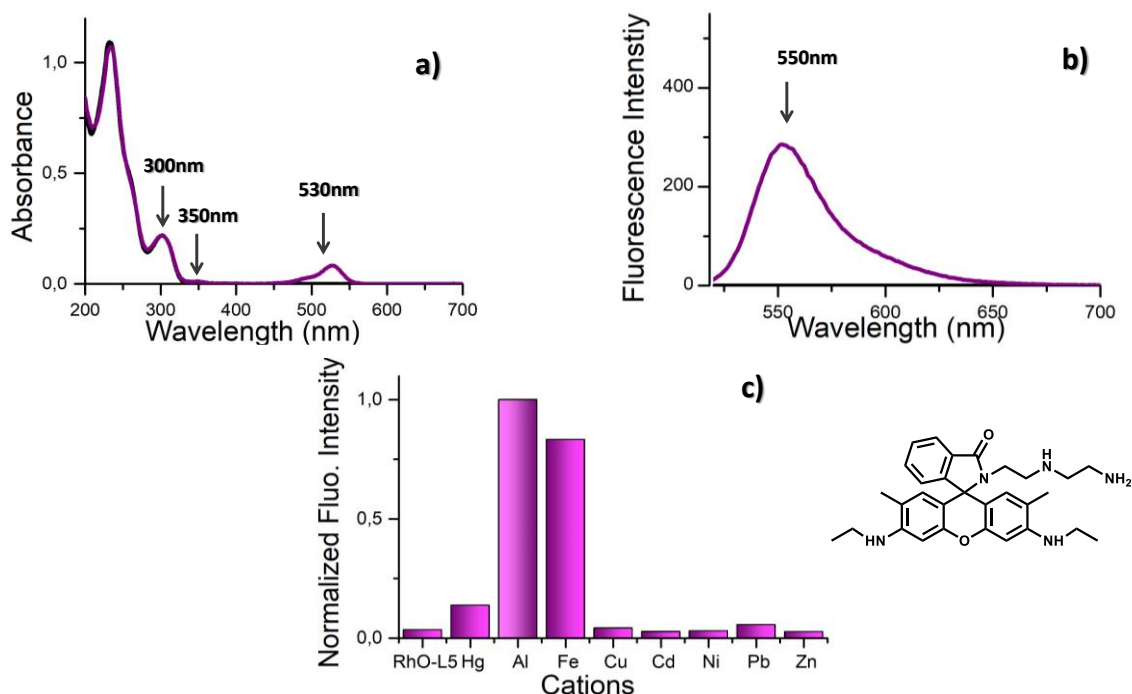 a)
1,0
0,5
0,0
Absorbance
300nm
350nm
530nm
200 300 400 500 600 700
Wavelength (nm)
b)
550nm
400
200
0
Fluorescence Intenstiy
550 600 650 700
Wavelength (nm)
c)
1,0
0,5
0,0
Normalized Fluo. Intensity
RhO-L5 Hg Al Fe Cu Cd Ni Pb Zn
Cations
O
H
N
N
NH2
HN
O
NH